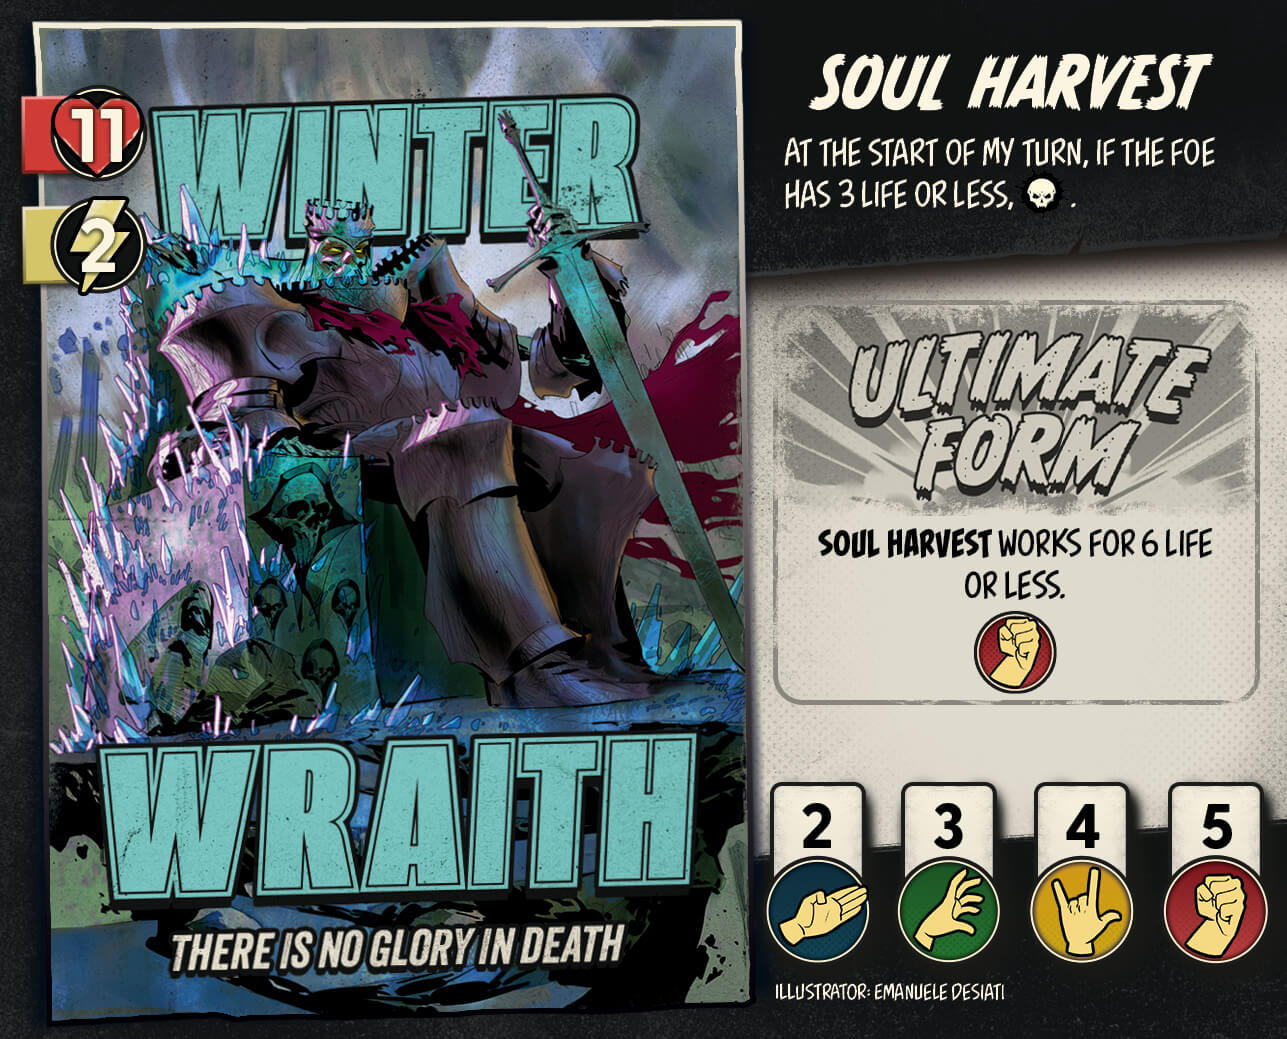 11
2
WINTER
WRAITH
THERE IS NO GLORY IN DEATH
SOUL HARVEST
AT THE START OF MY TURN, IF THE FOE
HAS 3 LIFE OR LESS, .
ULTIMATE
FORM
SOUL HARVEST WORKS FOR 6 LIFE
OR LESS.
2 3 4 5
ILLUSTRATOR: EMANUELE DESIATI